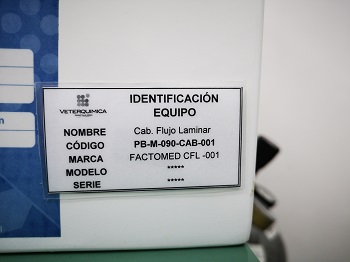 VETERQUIMICA
IDENTIFICACIÓN
EQUIPO
NOMBRE Cab. Flujo Laminar
CÓDIGO PB-M-090-CAB-001
MARCA FACTOMED CFL -001
MODELO *****
SERIE *****